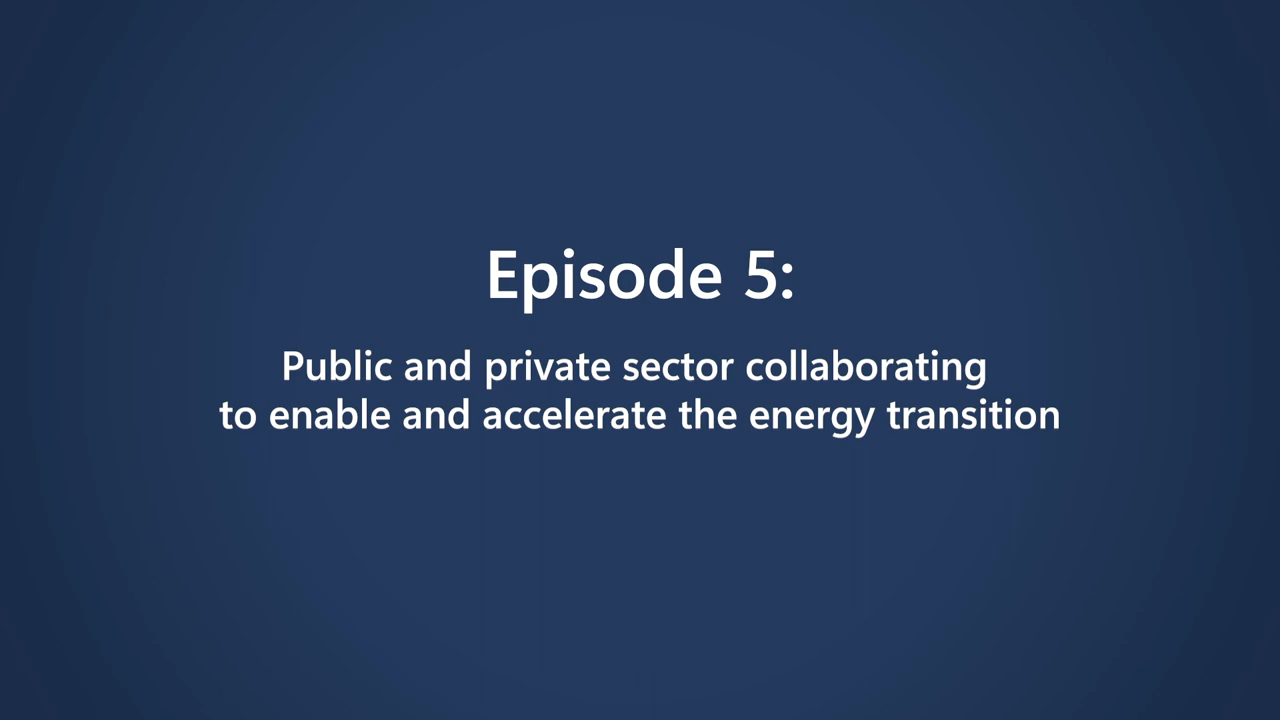 Episode 5:
Public and private sector collaborating
to enable and accelerate the energy transition